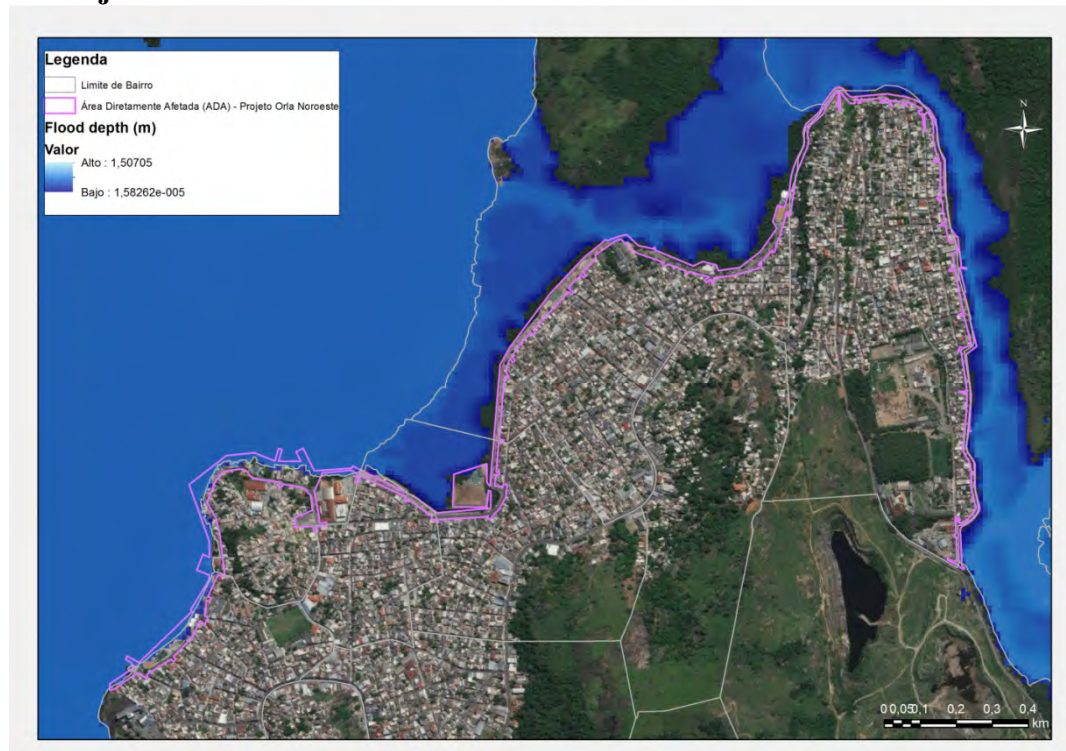 Legenda
Limite de Bairro
Área Diretamente Afetada (ADA) - Projeto Orla Noroeste
Flood depth (m)
Valor
Alto : 1,50705
Bajo : 1,58262e-005
N
0 0,05 0,1 0,2 0,3 0,4
km